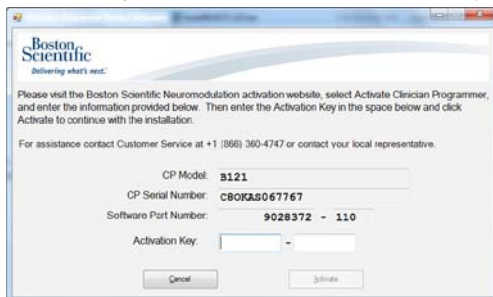 Boston
Scientific
Delivering what's next.™
Please visit the Boston Scientific Neuromodulation activation website, select Activate Clinician Programmer,
and enter the information provided below. Then enter the Activation Key in the space below and click
Activate to continue with the installation.
For assistance contact Customer Service at +1 (866) 360-4747 or contact your local representative.
CP Model: B121
CP Serial Number: C8OKAS067767
Software Part Number: 9028372 - 110
Activation Key: -
Cancel Activate